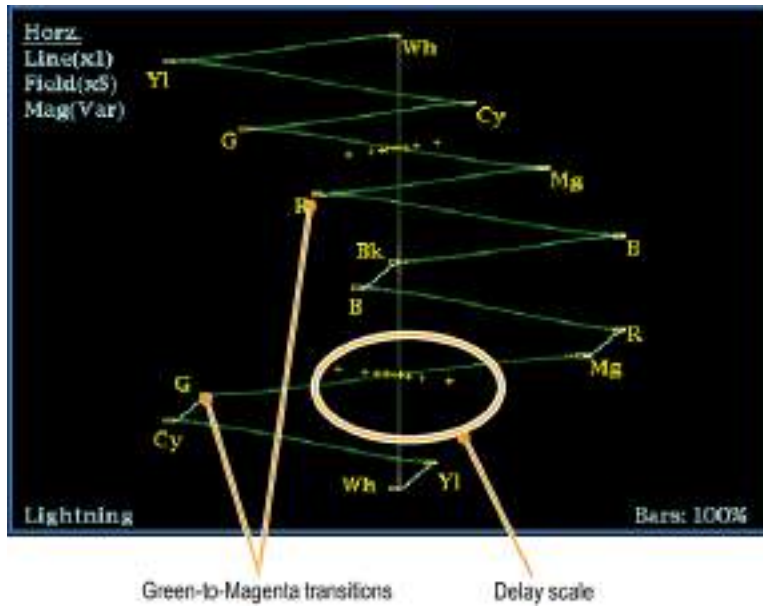 Horz.
Line(x1)
Field(x5)
Mag(Var)
Wh
Yl
Cy
G
Mg
R
B
Bk
B
R
Mg
G
Cy
Wh
Yl
Lightning
Bars: 100%
Green-to-Magenta transitions
Delay scale